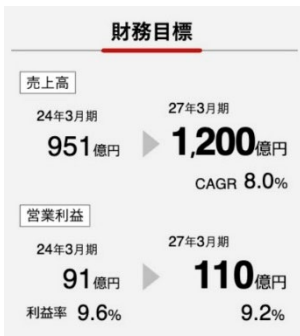 財務目標
売上高
24年3月期 27年3月期
951億円 1,200億円
CAGR 8.0%
営業利益
24年3月期 27年3月期
91億円 110億円
利益率 9.6% 9.2%